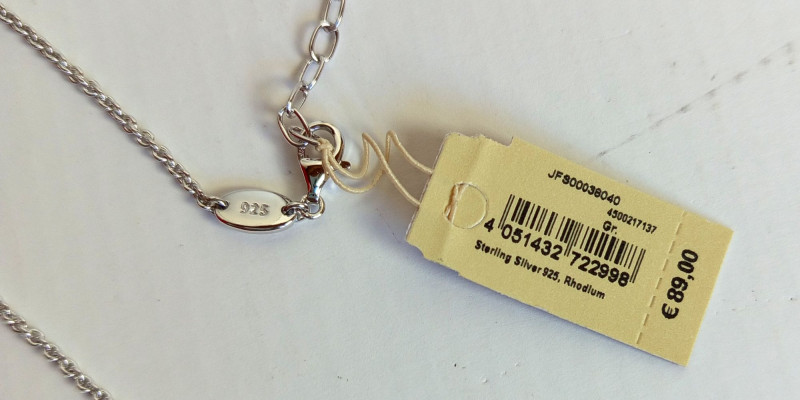 925
JFS00038040
4500217137
Gr.
4 051432 722998
Sterling Silver 925, Rhodium
€ 89,00